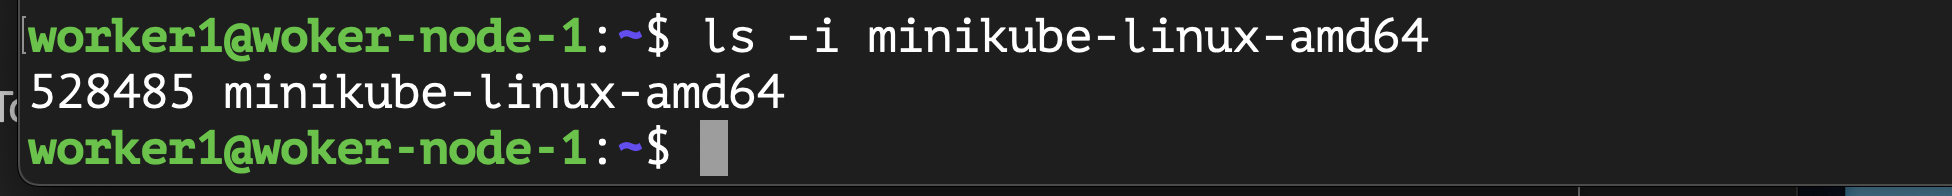 worker1@woker-node-1:~$ ls -i minikube-linux-amd64
528485 minikube-linux-amd64
worker1@woker-node-1:~$